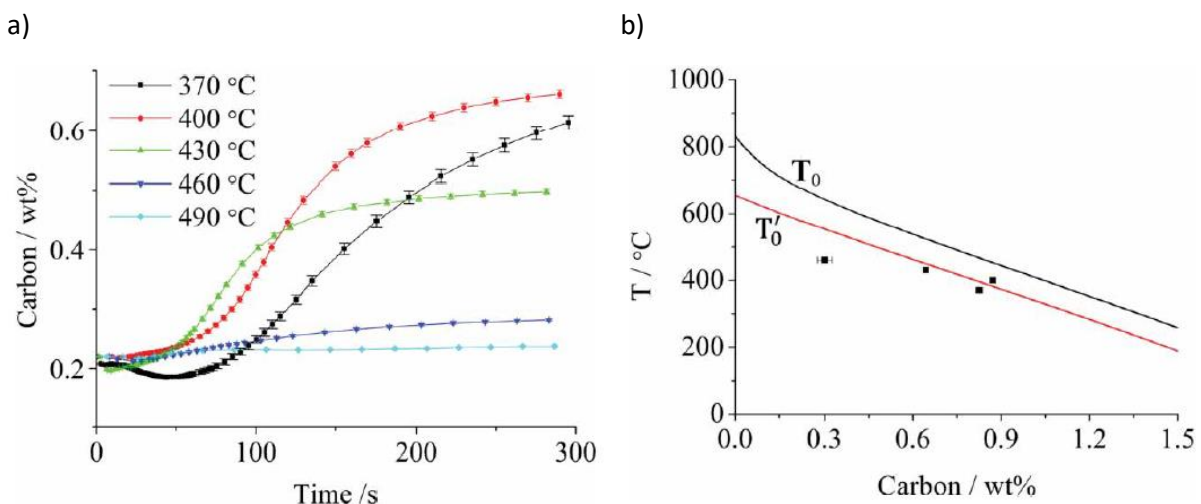 a)
b)
370 °C
400 °C
430 °C
460 °C
490 °C
0.6
0.4
0.2
Carbon / wt%
0
100
200
300
Time /s
1000
800
600
400
200
0
T / °C
T₀
T₀′
0.0
0.3
0.6
0.9
1.2
1.5
Carbon / wt%